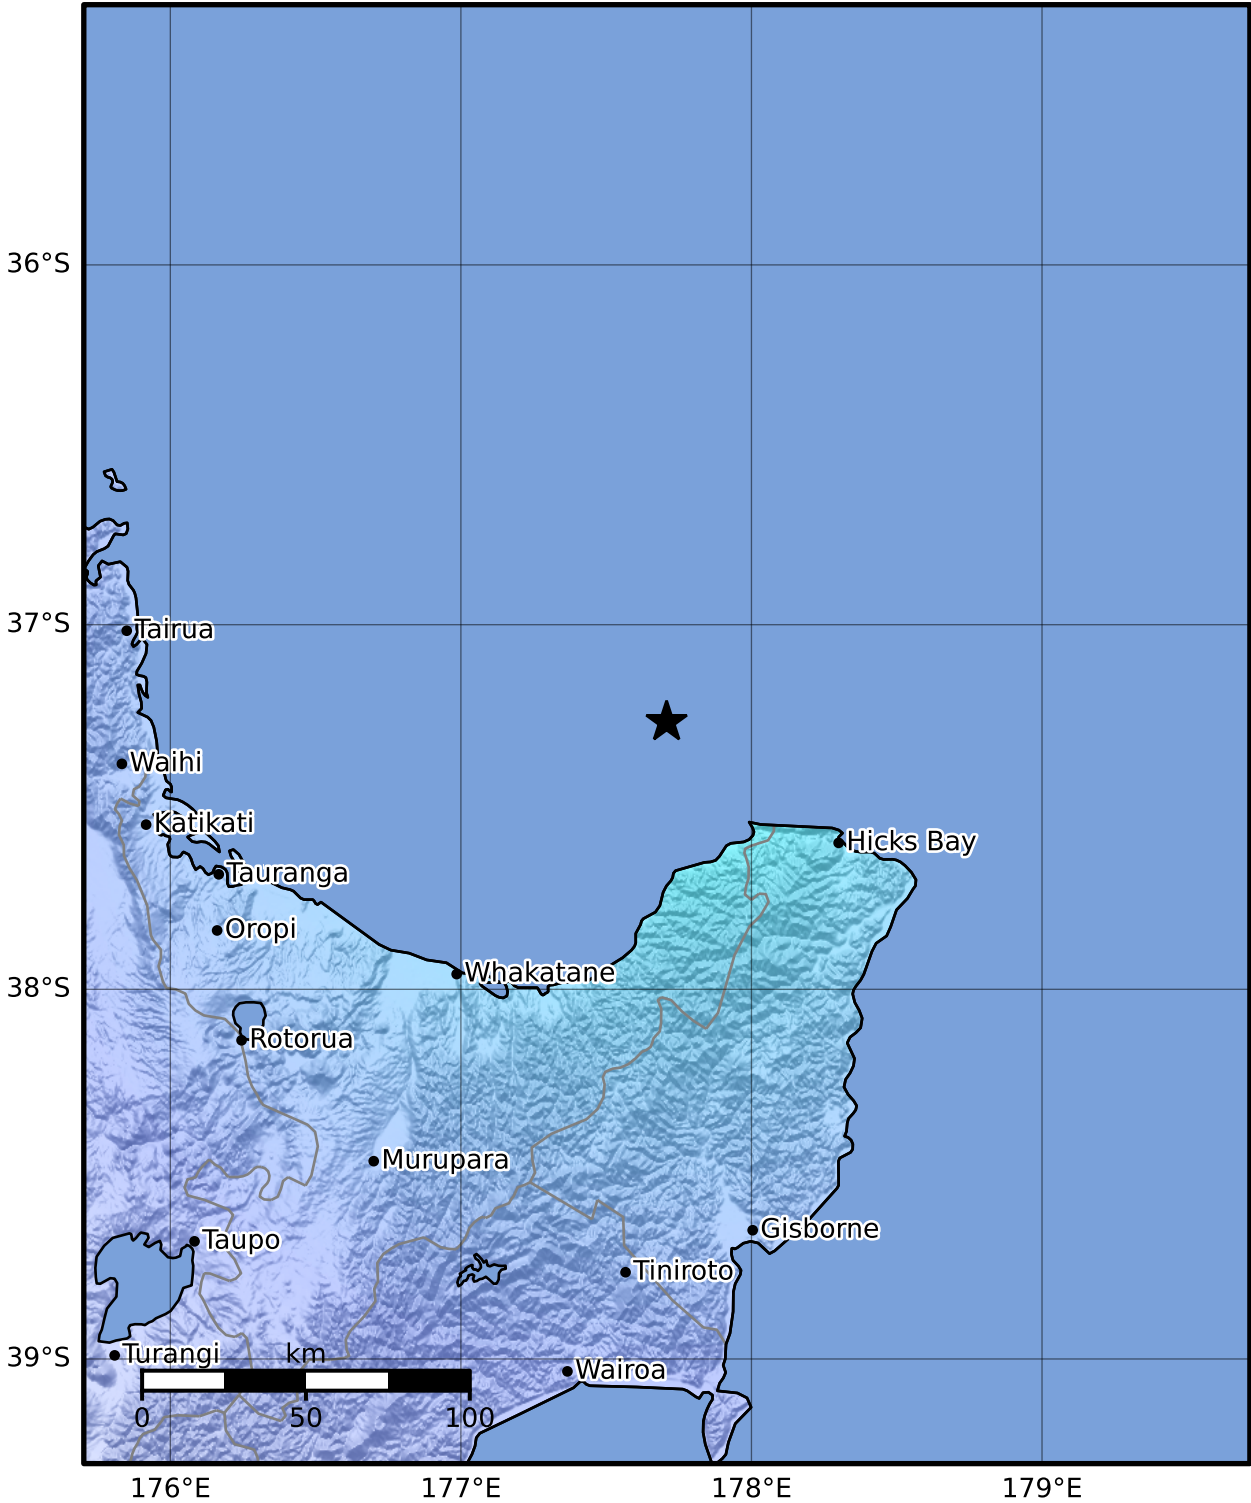 36°S
37°S
Tairua
Waihi
Katikati
Hicks Bay
Tauranga
Oropi
Whakatane
38°S
Rotorua
Murupara
Gisborne
Taupo
Tiniroto
39°S
Turangi
km
Wairoa
0 50 100
176°E 177°E 178°E 179°E